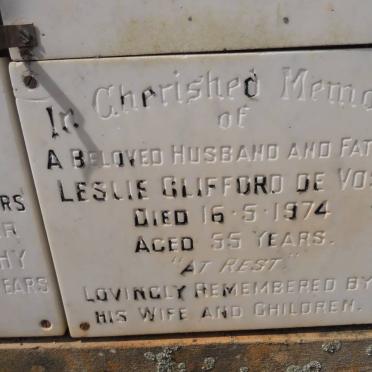 In Cherished Memo
of
A BELOVED HUSBAND AND FAT
LESLIE CLIFFORD DE VOS
DIED 16-5-1974
AGED 55 YEARS.
"AT REST"
LOVINGLY REMEMBERED BY
HIS WIFE AND CHILDREN.
RS
R
HY
EARS